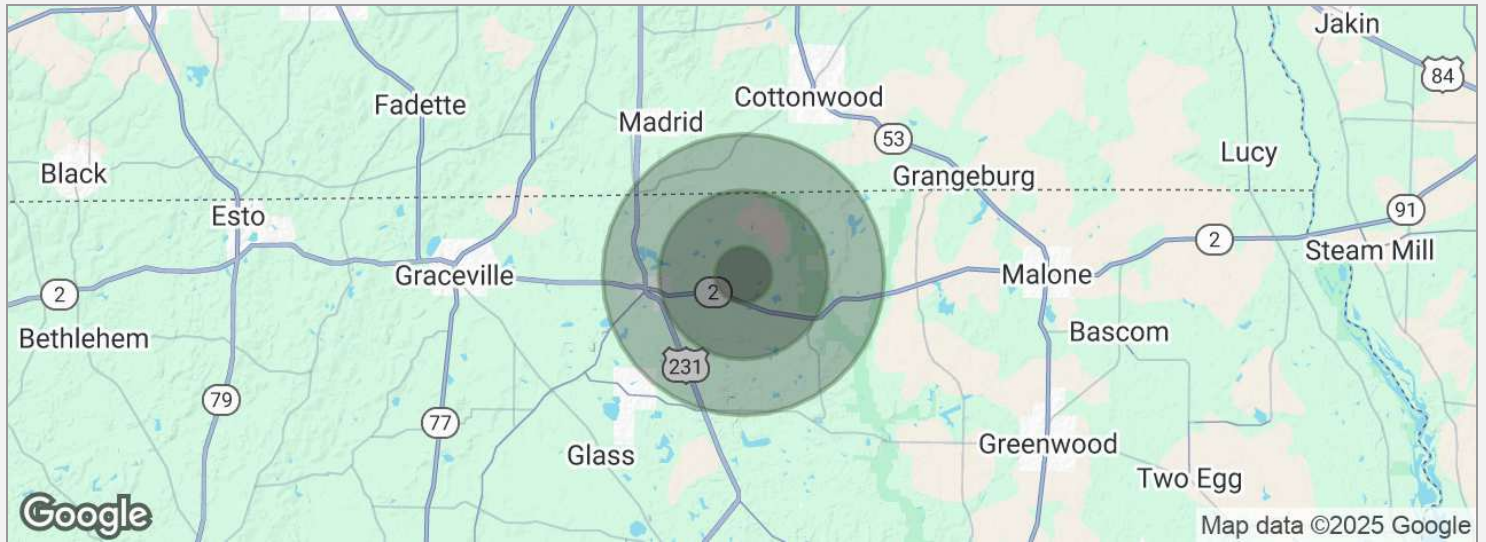 Jakin
84
Fadette
Cottonwood
Madrid
53
Lucy
Black
Grangeburg
Esto
91
2
Steam Mill
Graceville
Malone
2
2
Bethlehem
Bascom
231
79
77
Greenwood
Glass
Two Egg
Google
Map data ©2025 Google